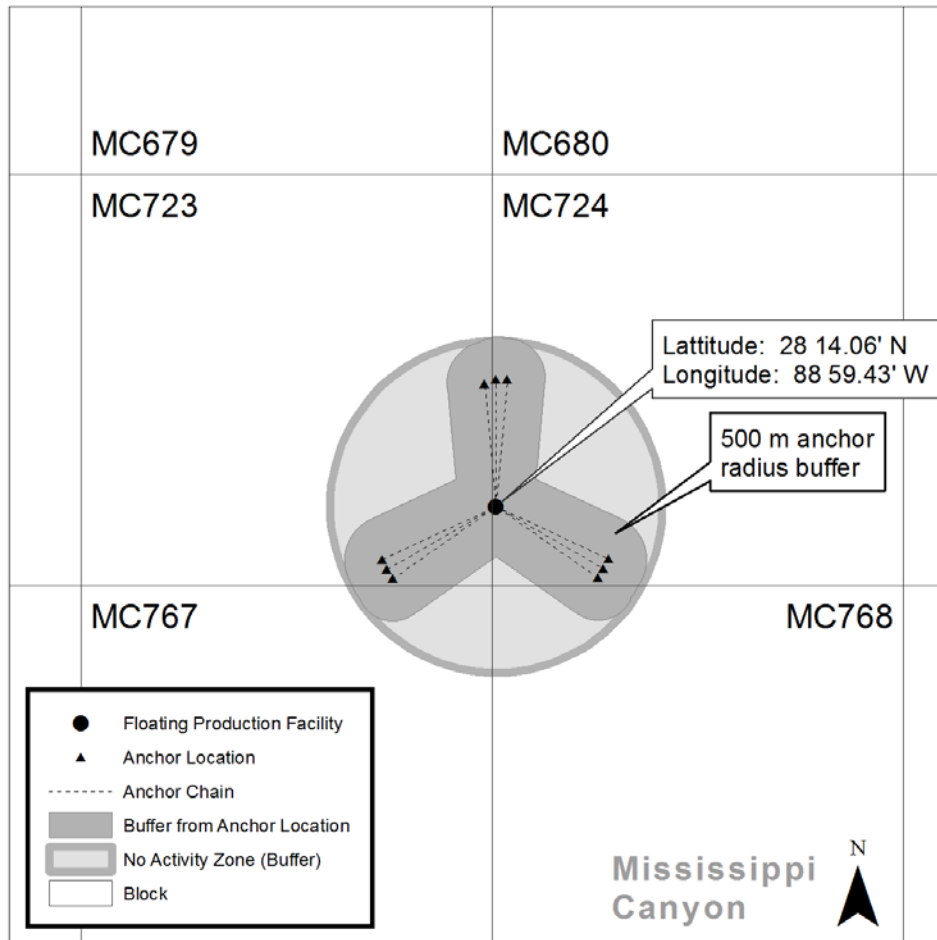 MC679
MC680
MC723
MC724
Lattitude: 28 14.06' N
Longitude: 88 59.43' W
500 m anchor
radius buffer
MC767
MC768
Floating Production Facility
Anchor Location
Anchor Chain
Buffer from Anchor Location
No Activity Zone (Buffer)
Block
Mississippi
Canyon
N